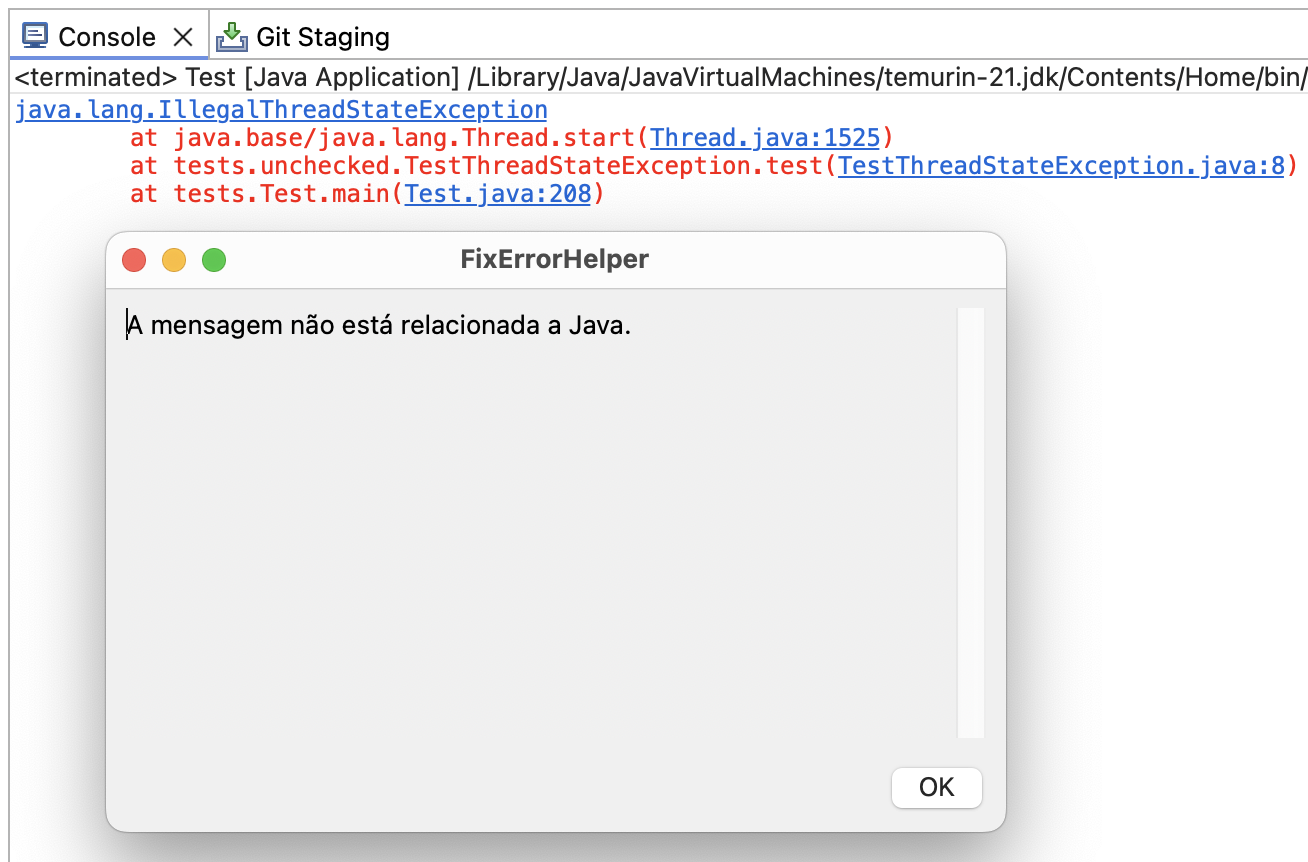 Console
Git Staging
<terminated> Test [Java Application] /Library/Java/JavaVirtualMachines/temurin-21.jdk/Contents/Home/bin/
java.lang.IllegalThreadStateException
at java.base/java.lang.Thread.start(Thread.java:1525)
at tests.unchecked.TestThreadStateException.test(TestThreadStateException.java:8)
at tests.Test.main(Test.java:208)
FixErrorHelper
A mensagem não está relacionada a Java.
OK